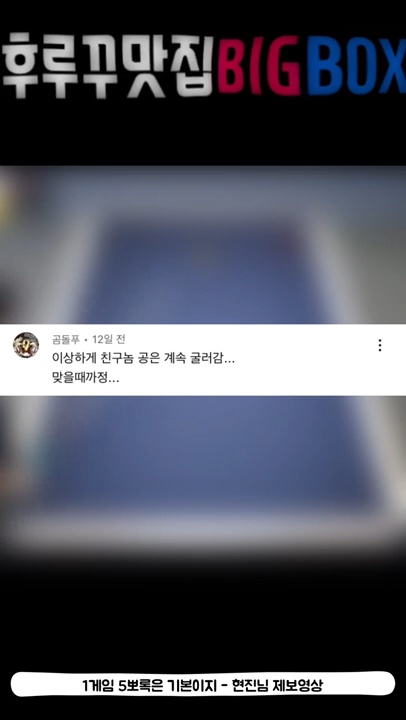 후루꾸맛집BIGBOX
곰돌푸 • 12일 전
이상하게 친구놈 공은 계속 굴러감...
맞을때까정...
1게임 5뽀록은 기본이지 - 현진님 제보영상